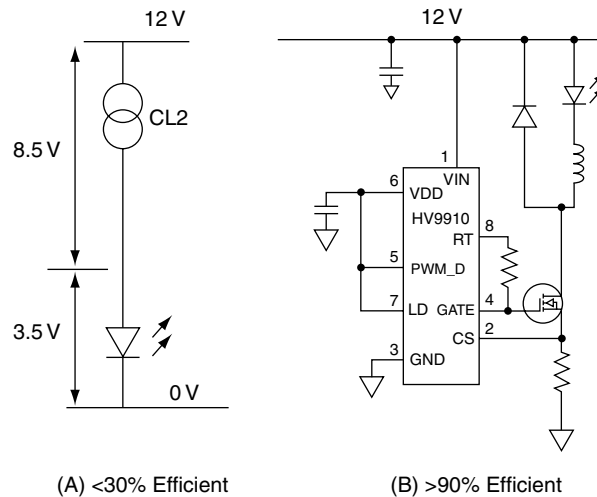 12 V
CL2
8.5 V
3.5 V
0 V
(A) <30% Efficient
12 V
1
VIN
6
VDD
HV9910
8
RT
5
PWM_D
7
LD
GATE
4
CS
2
3
GND
(B) >90% Efficient